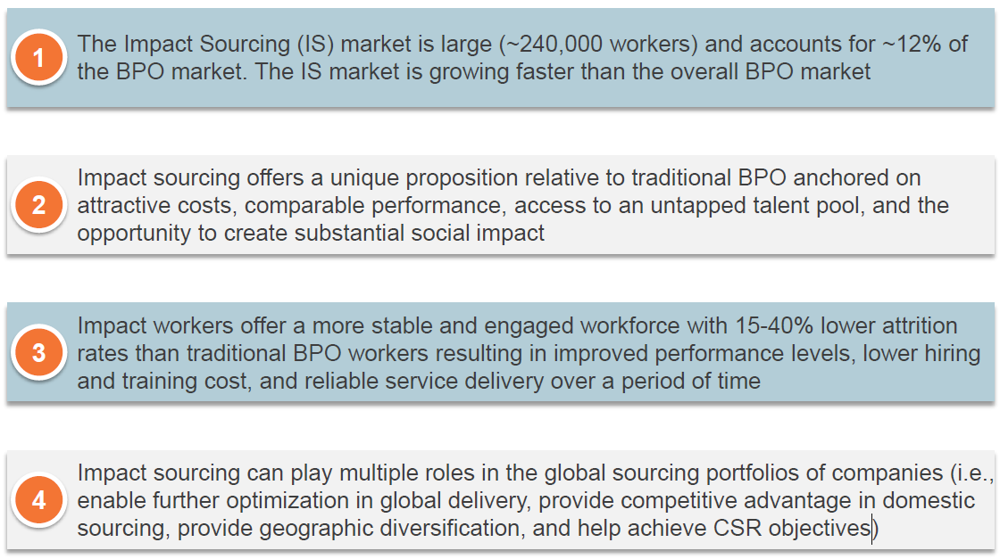 1
The Impact Sourcing (IS) market is large (~240,000 workers) and accounts for ~12% of
the BPO market. The IS market is growing faster than the overall BPO market
2
Impact sourcing offers a unique proposition relative to traditional BPO anchored on
attractive costs, comparable performance, access to an untapped talent pool, and the
opportunity to create substantial social impact
3
Impact workers offer a more stable and engaged workforce with 15-40% lower attrition
rates than traditional BPO workers resulting in improved performance levels, lower hiring
and training cost, and reliable service delivery over a period of time
4
Impact sourcing can play multiple roles in the global sourcing portfolios of companies (i.e.,
enable further optimization in global delivery, provide competitive advantage in domestic
sourcing, provide geographic diversification, and help achieve CSR objectives)